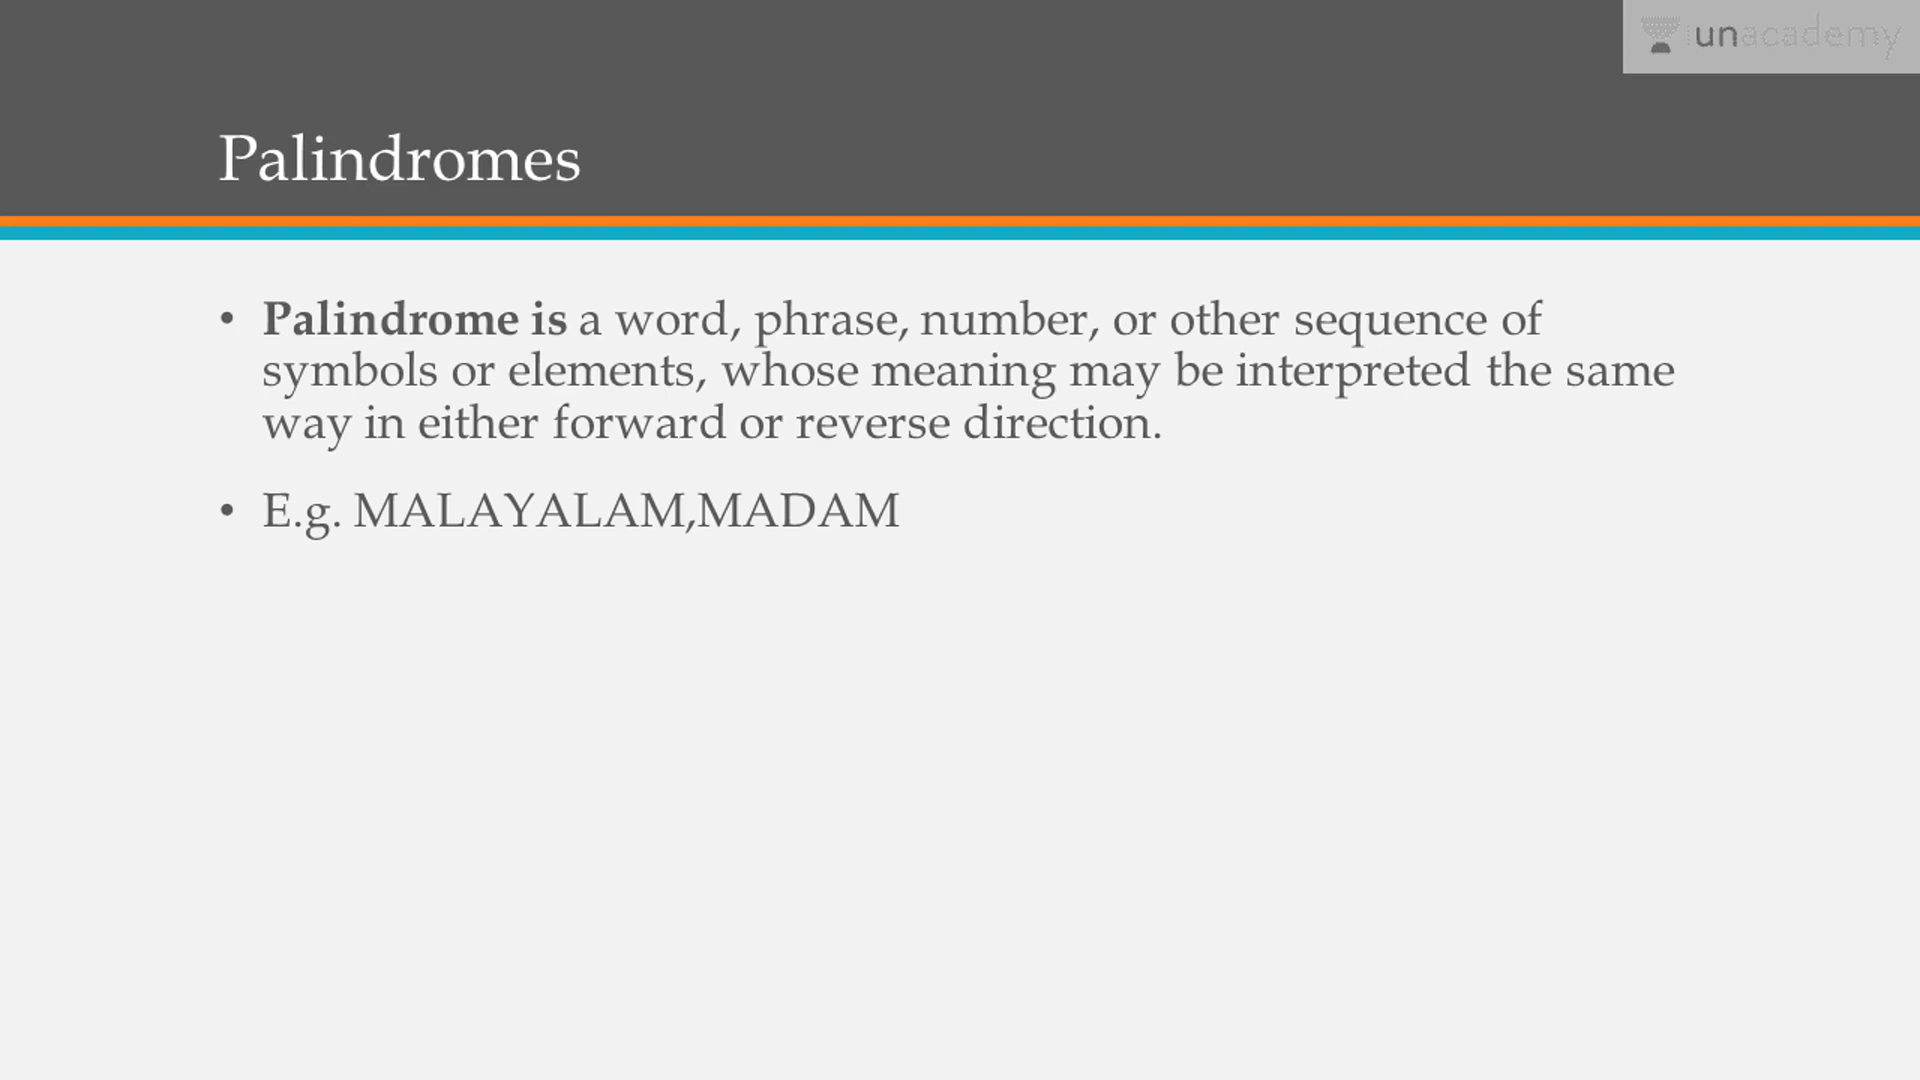 unacademy
Palindromes
• Palindrome is a word, phrase, number, or other sequence of
symbols or elements, whose meaning may be interpreted the same
way in either forward or reverse direction.
• E.g. MALAYALAM,MADAM